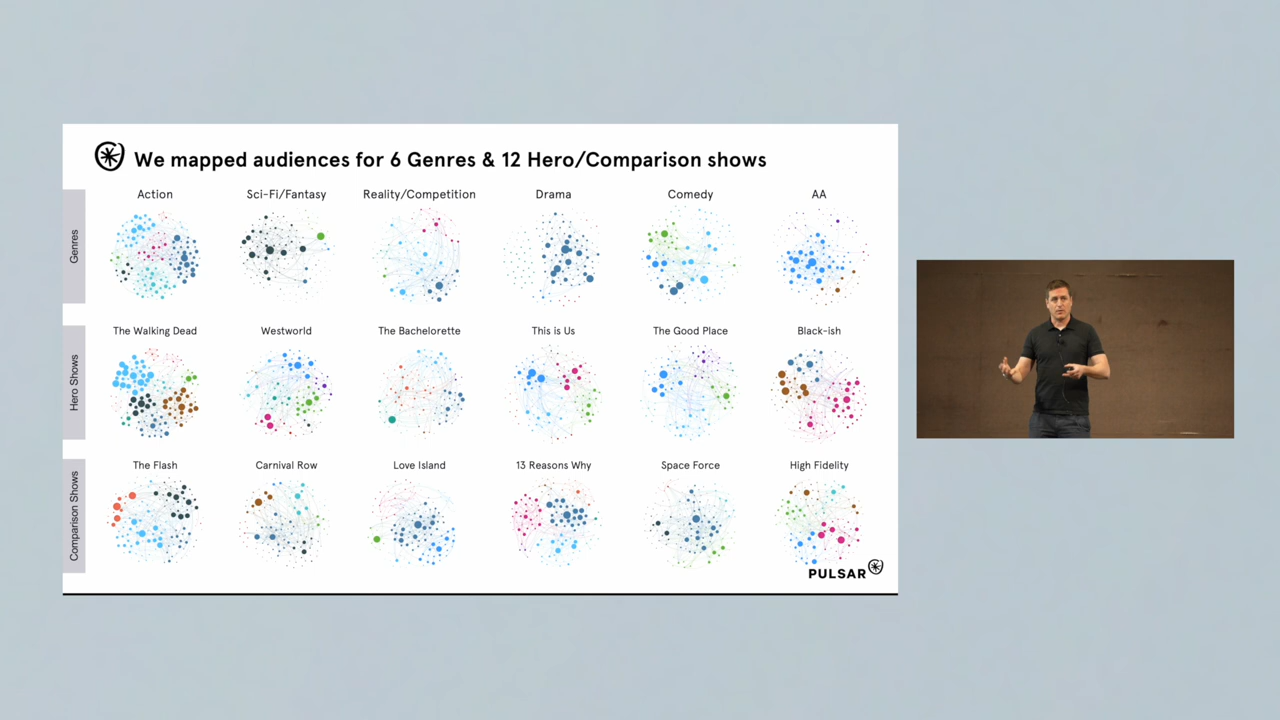 We mapped audiences for 6 Genres & 12 Hero/Comparison shows
Action Sci-Fi/Fantasy Reality/Competition Drama Comedy AA
Genres
The Walking Dead Westworld The Bachelorette This is Us The Good Place Black-ish
Hero Shows
The Flash Carnival Row Love Island 13 Reasons Why Space Force High Fidelity
Comparison Shows
PULSAR